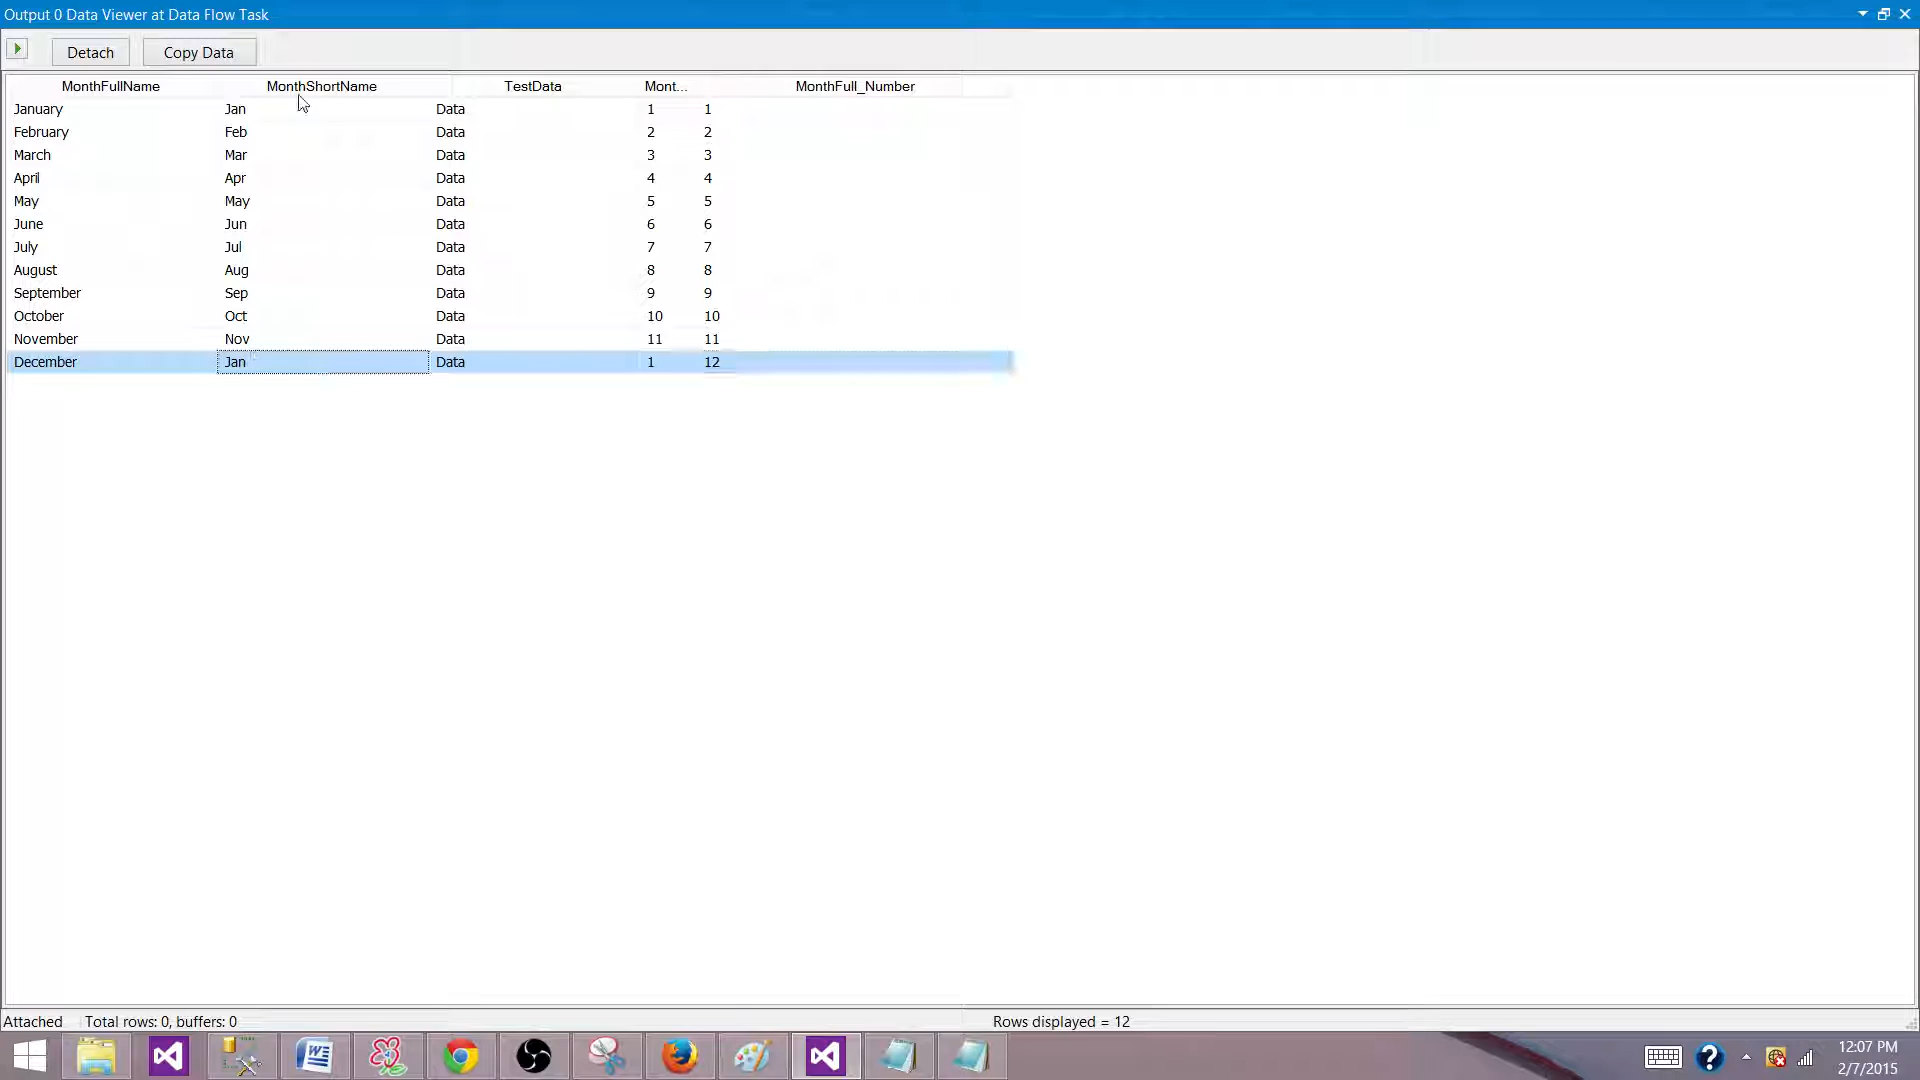 Output 0 Data Viewer at Data Flow Task
Detach Copy Data
MonthFullName MonthShortName TestData Mont... MonthFull_Number
January Jan Data 1 1
February Feb Data 2 2
March Mar Data 3 3
April Apr Data 4 4
May May Data 5 5
June Jun Data 6 6
July Jul Data 7 7
August Aug Data 8 8
September Sep Data 9 9
October Oct Data 10 10
November Nov Data 11 11
December Jan Data 1 12
Attached Total rows: 0, buffers: 0 Rows displayed = 12
12:07 PM
2/7/2015